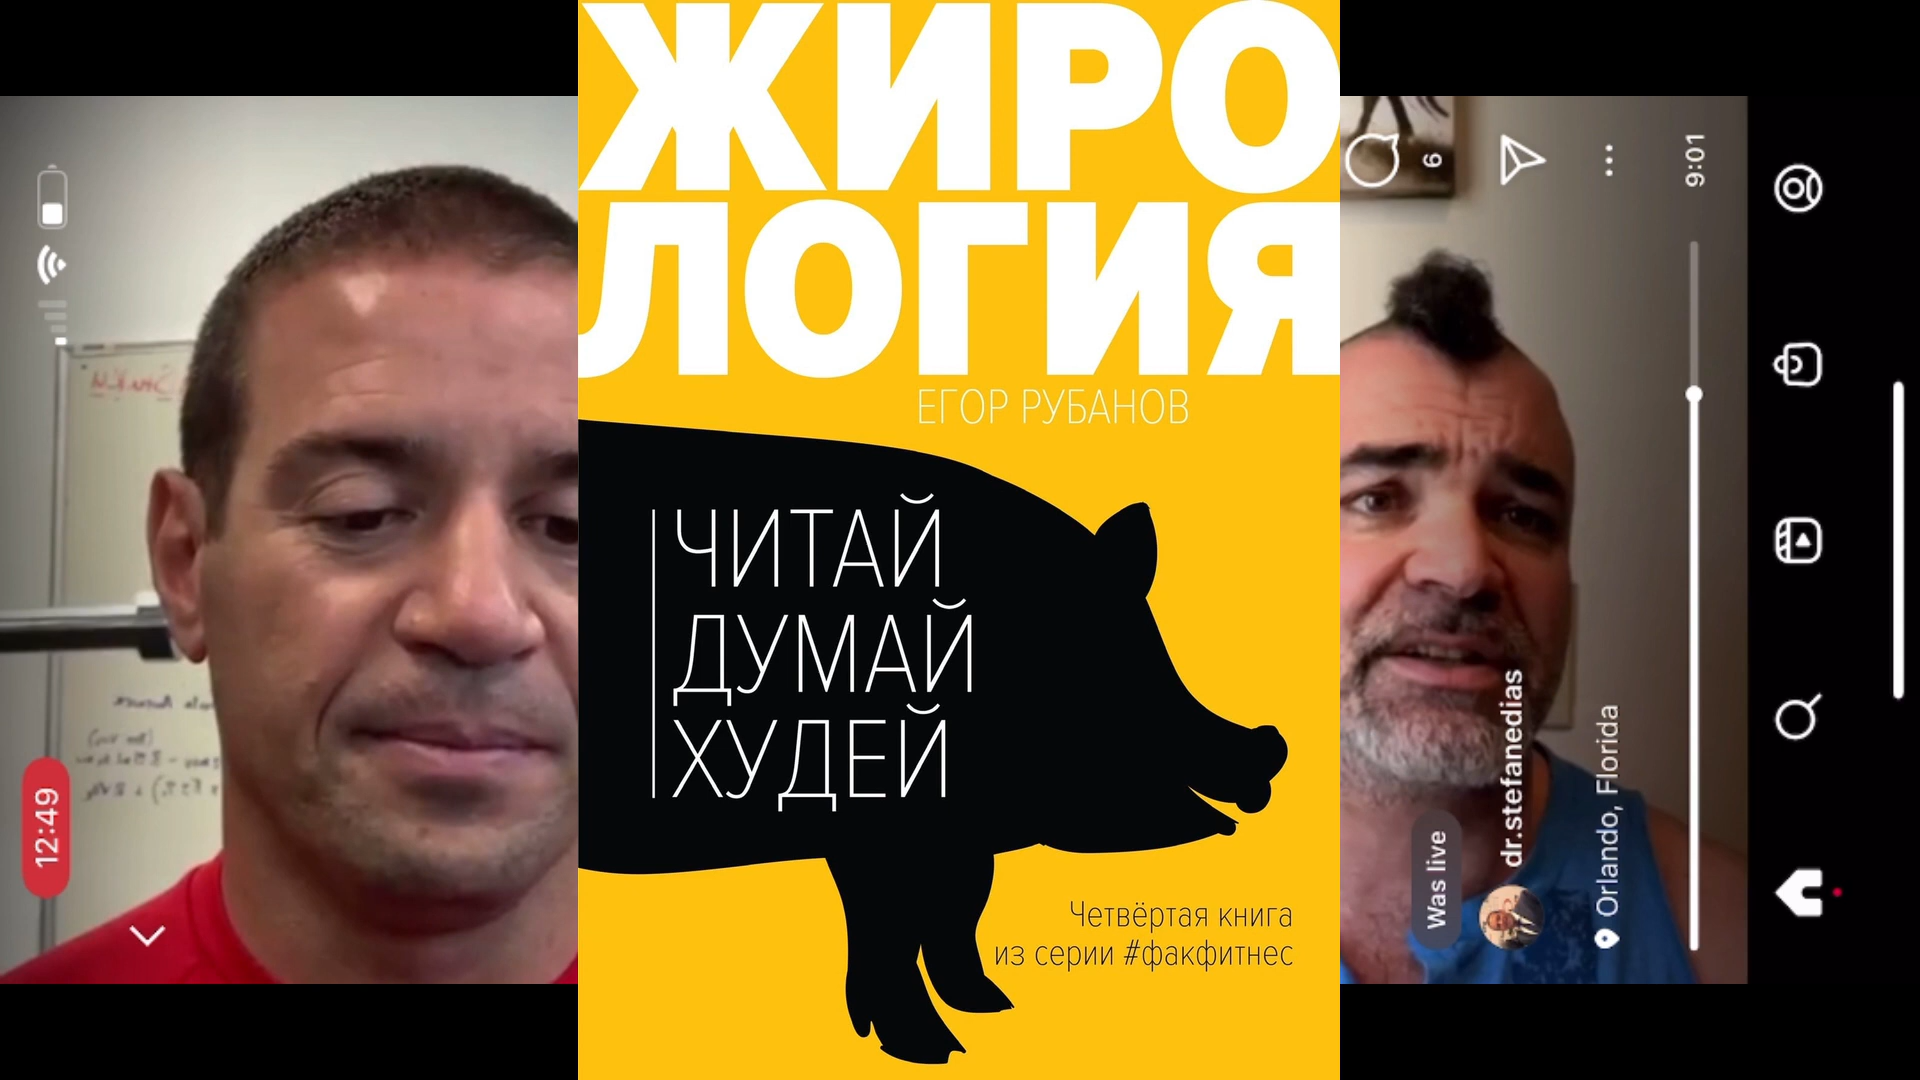 ЖИРО
ЛОГИЯ
ЕГОР РУБАНОВ
ЧИТАЙ
ДУМАЙ
ХУДЕЙ
Четвёртая книга
из серии #факфитнес
12:49
6
9:01
Was live
dr.stefanedias
Orlando, Florida